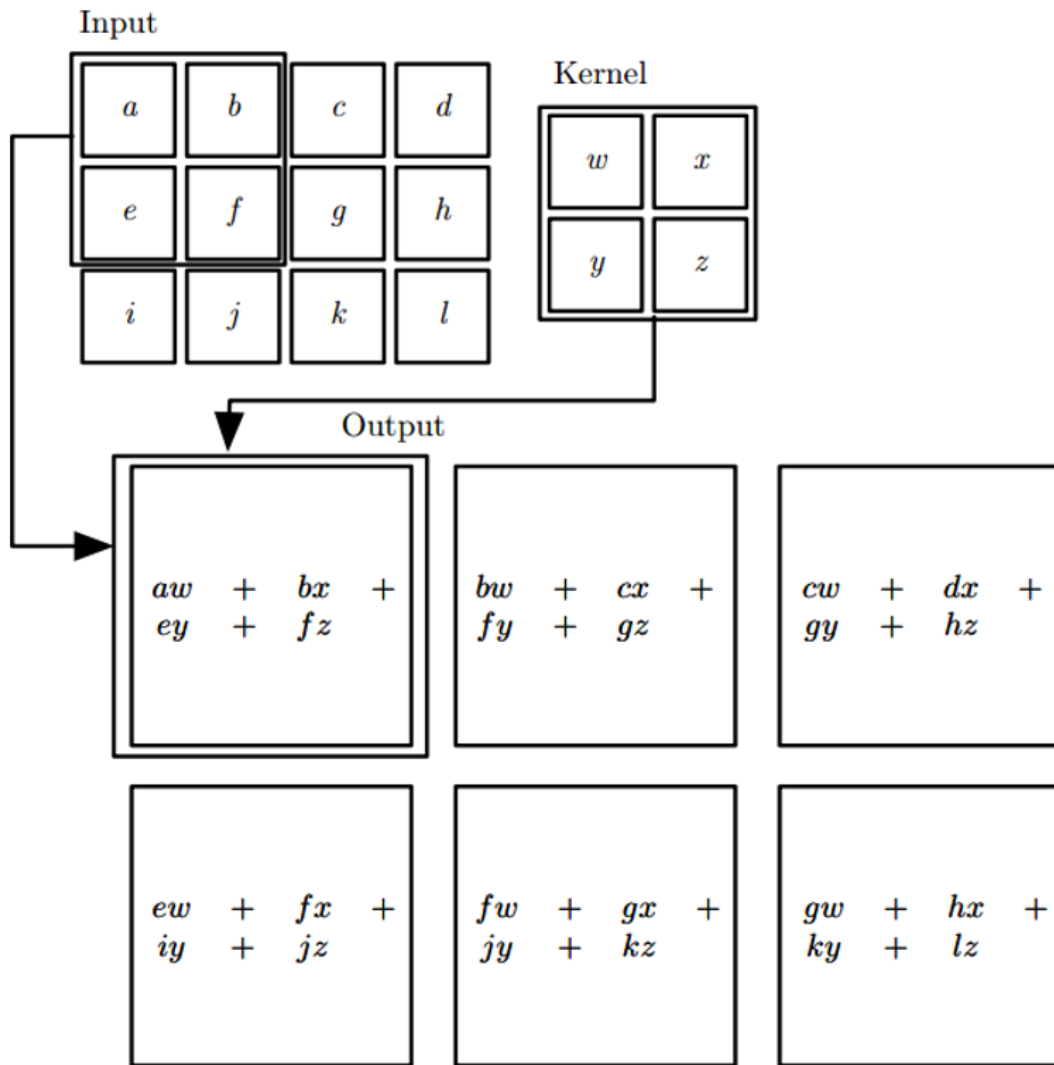 Input
Kernel
a b c d
w x
e f g h
y z
i j k l
Output
aw + bx +
ey + fz
bw + cx +
fy + gz
cw + dx +
gy + hz
ew + fx +
iy + jz
fw + gx +
jy + kz
gw + hx +
ky + lz